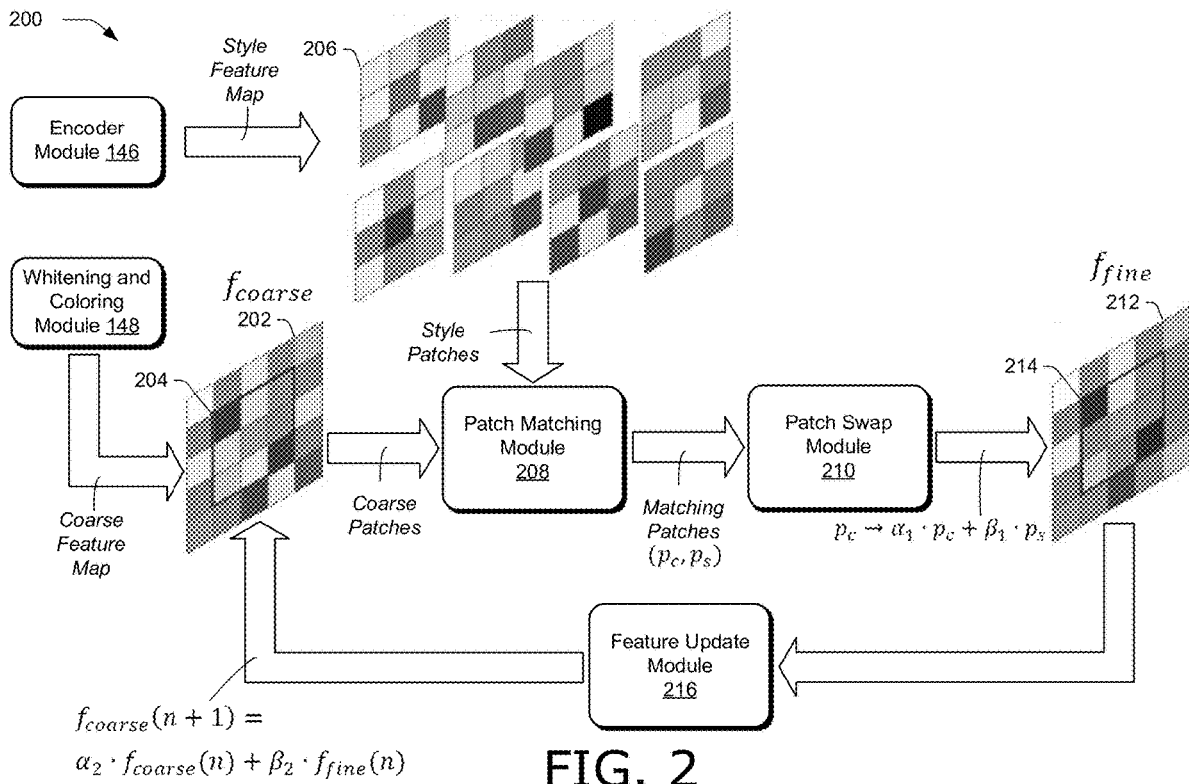 200
206
Style
Feature
Map
Encoder
Module 146
Whitening and
Coloring
Module 148
f_coarse
202
204
Style
Patches
f_fine
212
214
Patch Matching
Module
208
Patch Swap
Module
210
Coarse
Feature
Map
Coarse
Patches
Matching
Patches
(p_c, p_s)
p_c → α_1 · p_c + β_1 · p_s
Feature Update
Module
216
f_coarse(n + 1) =
α_2 · f_coarse(n) + β_2 · f_fine(n)
FIG. 2